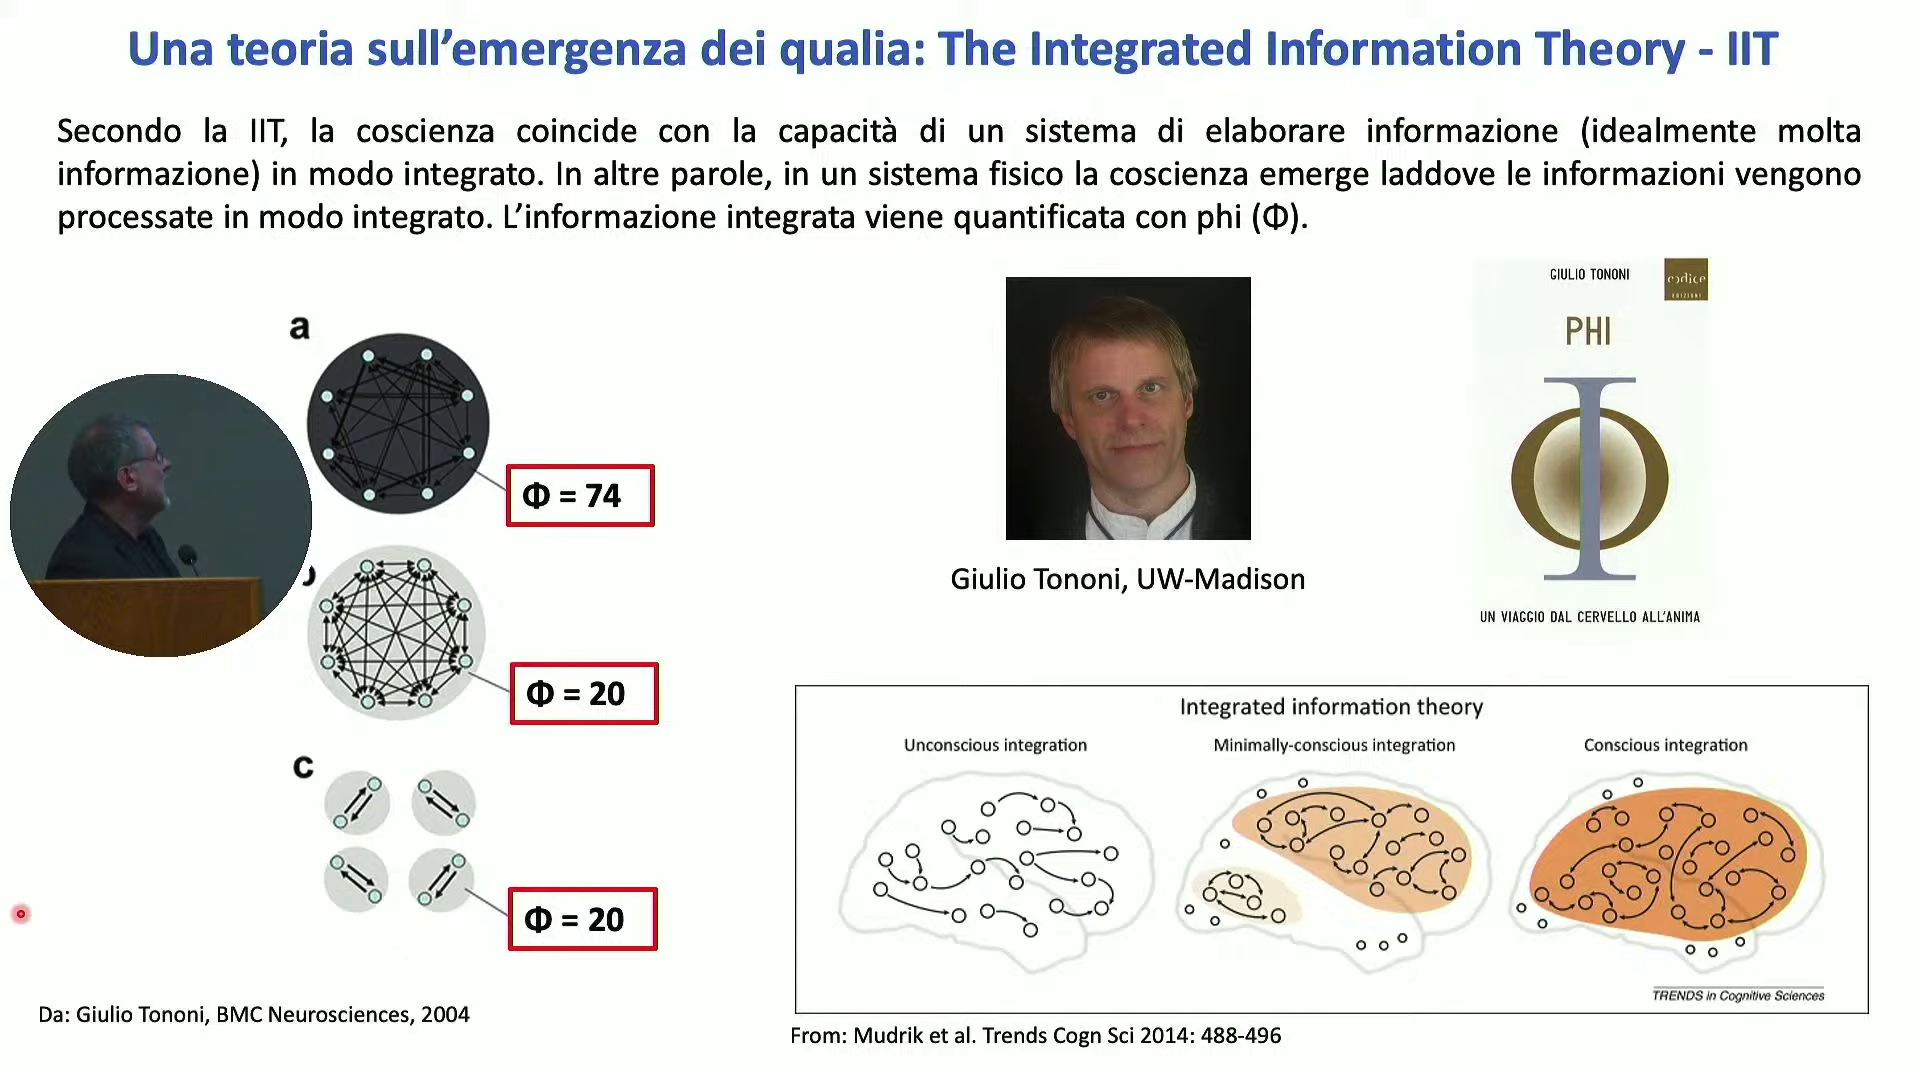 Una teoria sull’emergenza dei qualia: The Integrated Information Theory - IIT
Secondo la IIT, la coscienza coincide con la capacità di un sistema di elaborare informazione (idealmente molta
informazione) in modo integrato. In altre parole, in un sistema fisico la coscienza emerge laddove le informazioni vengono
processate in modo integrato. L’informazione integrata viene quantificata con phi (Φ).
a
Φ = 74
Φ = 20
c
Φ = 20
Da: Giulio Tononi, BMC Neurosciences, 2004
Giulio Tononi, UW-Madison
GIULIO TONONI
codice
EDIZIONI
PHI
Φ
UN VIAGGIO DAL CERVELLO ALL’ANIMA
Integrated information theory
Unconscious integration
Minimally-conscious integration
Conscious integration
TRENDS in Cognitive Sciences
From: Mudrik et al. Trends Cogn Sci 2014: 488-496